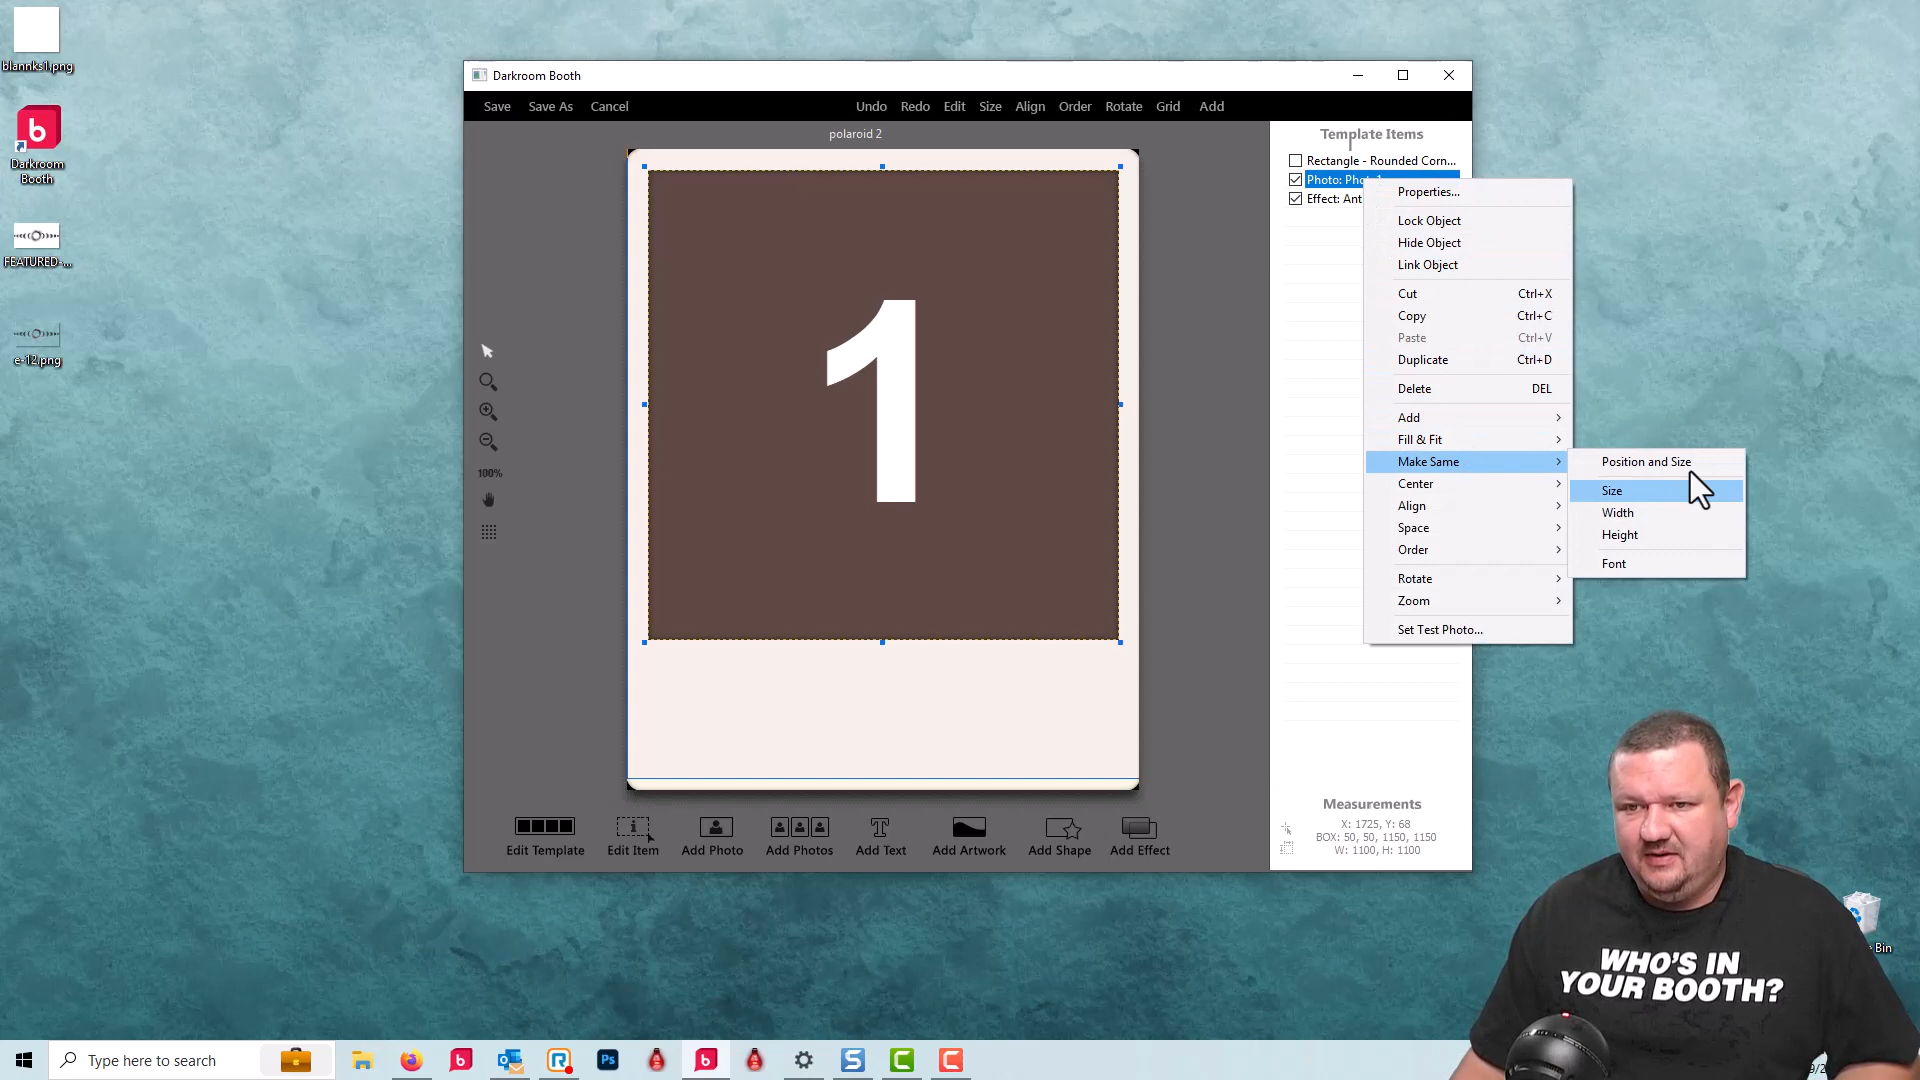 blannks1.png
Darkroom
Booth
FEATURED-...
e-12.png
Darkroom Booth
Save Save As Cancel Undo Redo Edit Size Align Order Rotate Grid Add
polaroid 2
1
Template Items
Rectangle - Rounded Corn...
Photo:
Effect: Ant
Properties...
Lock Object
Hide Object
Link Object
Cut Ctrl+X
Copy Ctrl+C
Paste Ctrl+V
Duplicate Ctrl+D
Delete DEL
Add
Fill & Fit
Make Same
Center
Align
Space
Order
Rotate
Zoom
Set Test Photo...
Position and Size
Size
Width
Height
Font
100%
Measurements
X: 1725, Y: 68
BOX: 50, 50, 1150, 1150
W: 1100, H: 1100
Edit Template Edit Item Add Photo Add Photos Add Text Add Artwork Add Shape Add Effect
WHO'S IN
YOUR BOOTH?
Bin
Type here to search
Ps